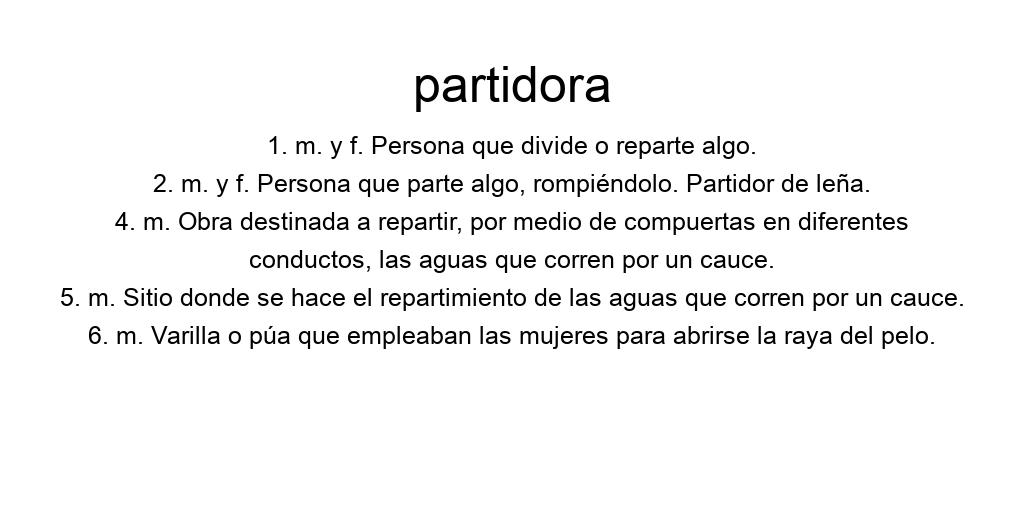 partidora
1. m. y f. Persona que divide o reparte algo.
2. m. y f. Persona que parte algo, rompiéndolo. Partidor de leña.
4. m. Obra destinada a repartir, por medio de compuertas en diferentes
conductos, las aguas que corren por un cauce.
5. m. Sitio donde se hace el repartimiento de las aguas que corren por un cauce.
6. m. Varilla o púa que empleaban las mujeres para abrirse la raya del pelo.